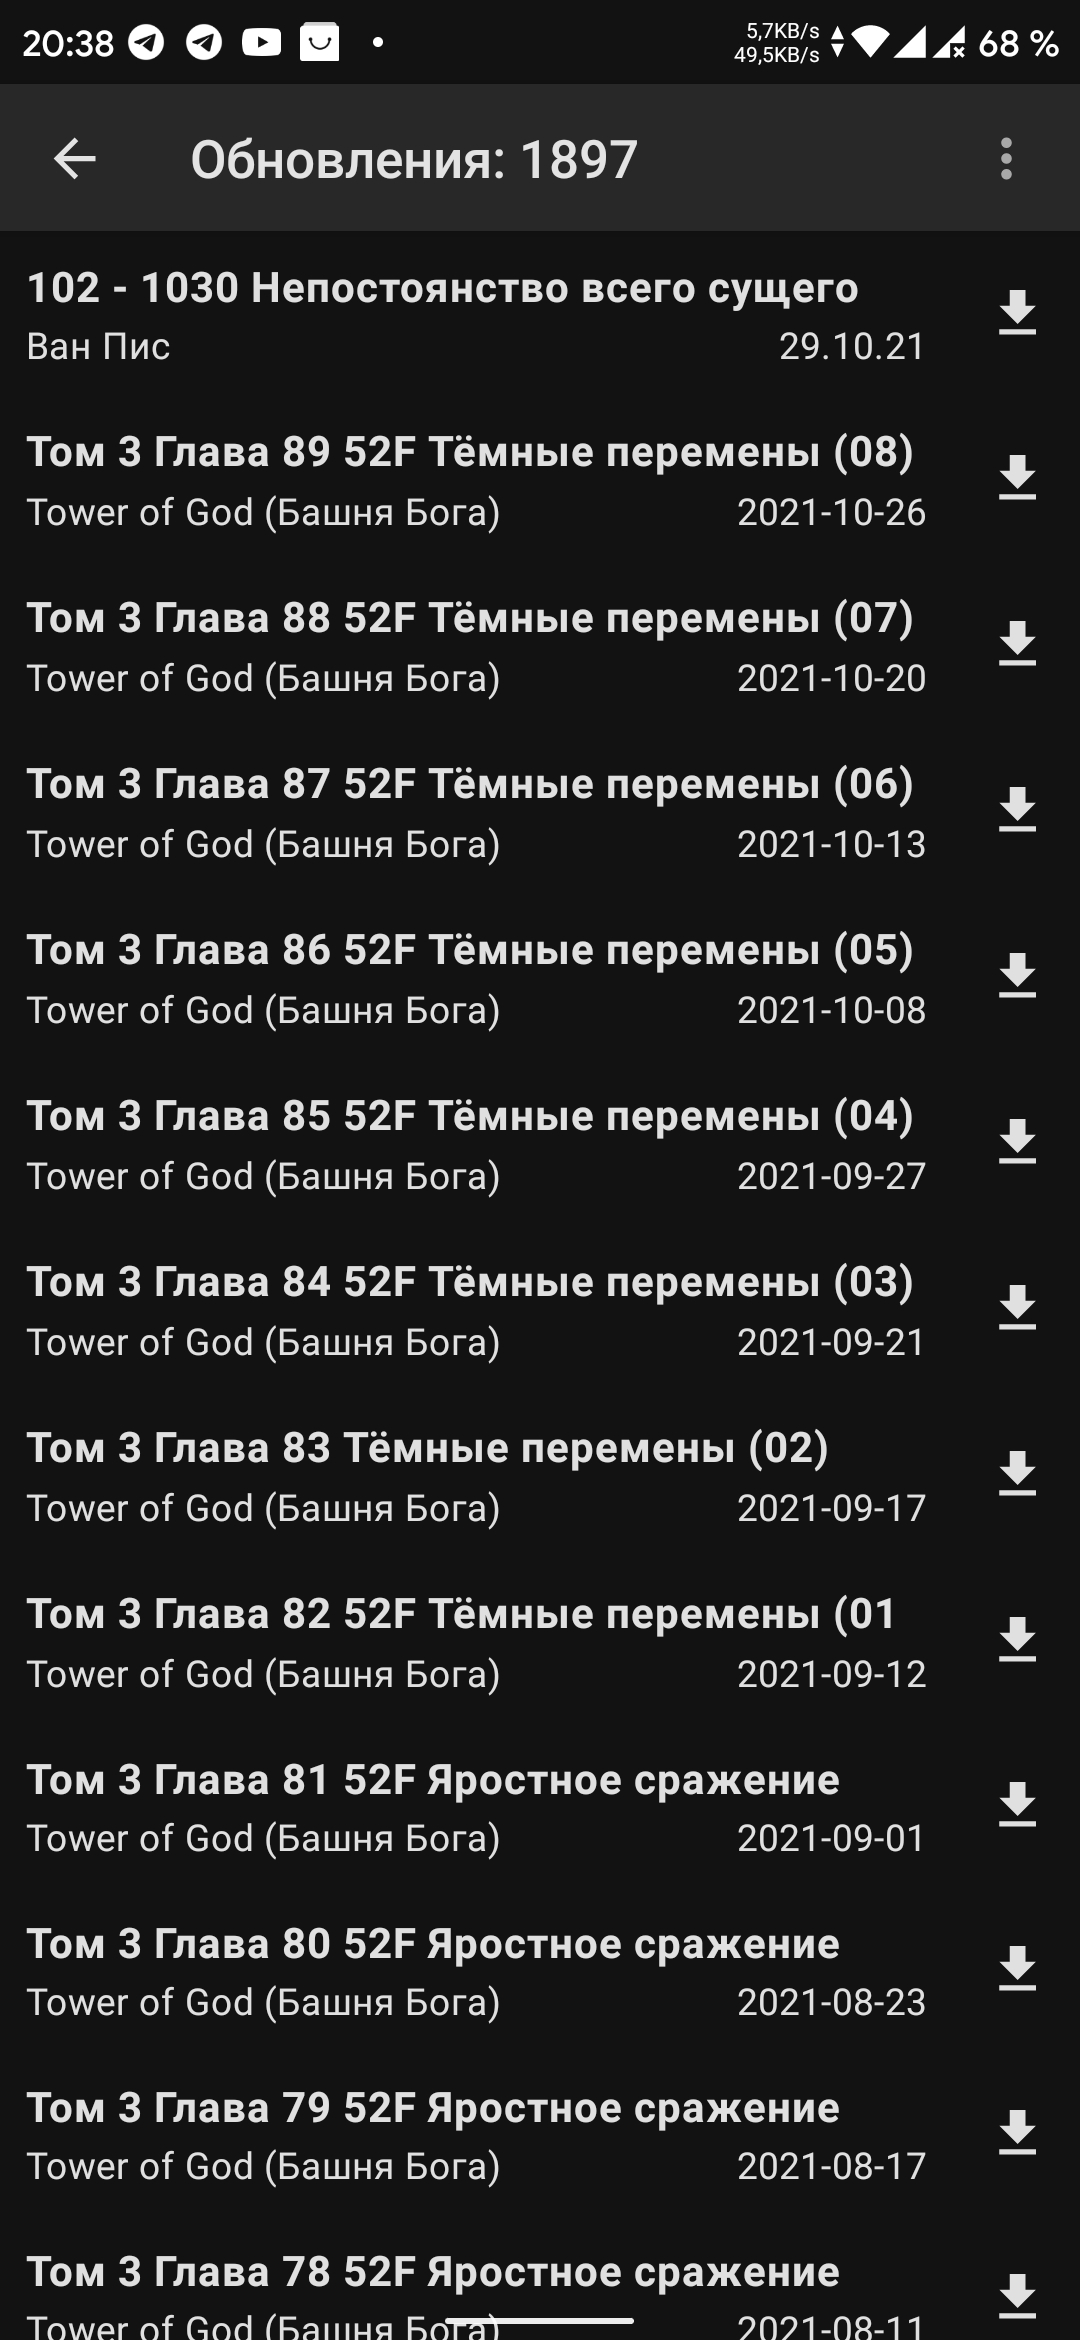 20:38
5,7KB/s
49,5KB/s
68 %
Обновления: 1897
102 - 1030 Непостоянство всего сущего
Ван Пис 29.10.21
Том 3 Глава 89 52F Тёмные перемены (08)
Tower of God (Башня Бога) 2021-10-26
Том 3 Глава 88 52F Тёмные перемены (07)
Tower of God (Башня Бога) 2021-10-20
Том 3 Глава 87 52F Тёмные перемены (06)
Tower of God (Башня Бога) 2021-10-13
Том 3 Глава 86 52F Тёмные перемены (05)
Tower of God (Башня Бога) 2021-10-08
Том 3 Глава 85 52F Тёмные перемены (04)
Tower of God (Башня Бога) 2021-09-27
Том 3 Глава 84 52F Тёмные перемены (03)
Tower of God (Башня Бога) 2021-09-21
Том 3 Глава 83 Тёмные перемены (02)
Tower of God (Башня Бога) 2021-09-17
Том 3 Глава 82 52F Тёмные перемены (01
Tower of God (Башня Бога) 2021-09-12
Том 3 Глава 81 52F Яростное сражение
Tower of God (Башня Бога) 2021-09-01
Том 3 Глава 80 52F Яростное сражение
Tower of God (Башня Бога) 2021-08-23
Том 3 Глава 79 52F Яростное сражение
Tower of God (Башня Бога) 2021-08-17
Том 3 Глава 78 52F Яростное сражение
Tower of God (Башня Бога) 2021-08-11